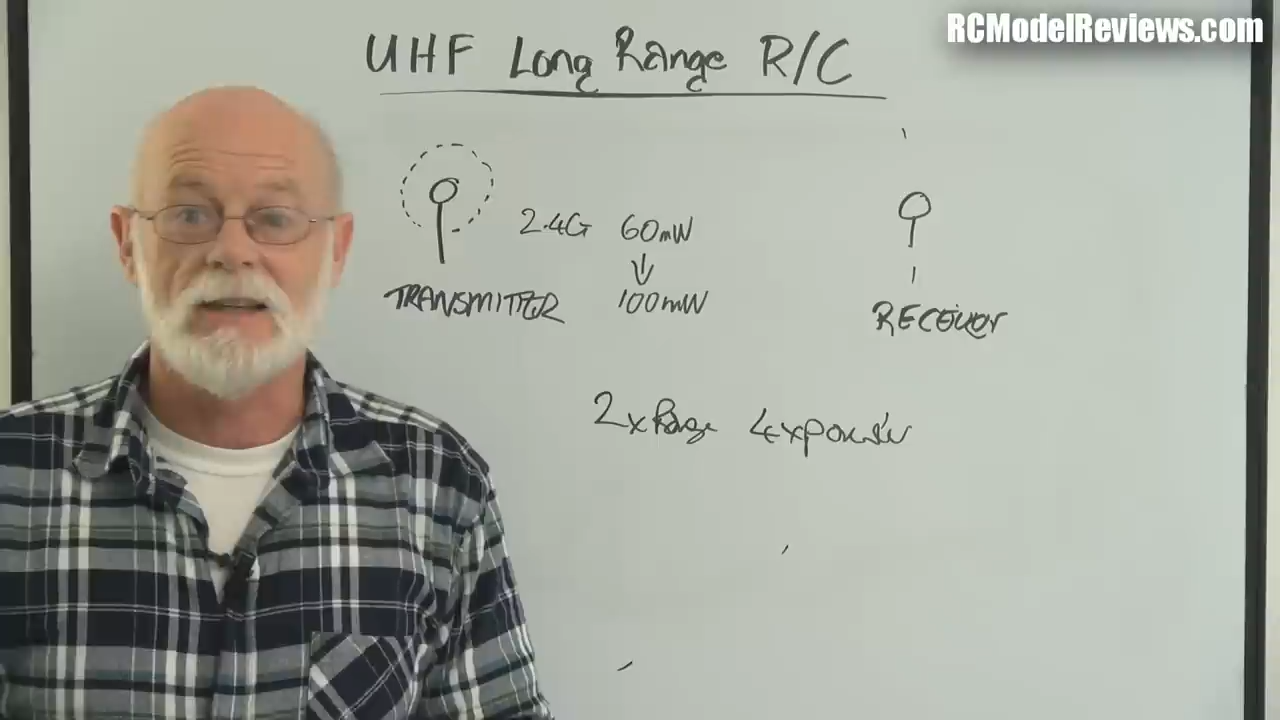 RCModelReviews.com
UHF Long Range R/C
2.4G 60mW
100mW
TRANSMITTER
RECEIVER
2x Range 4x power